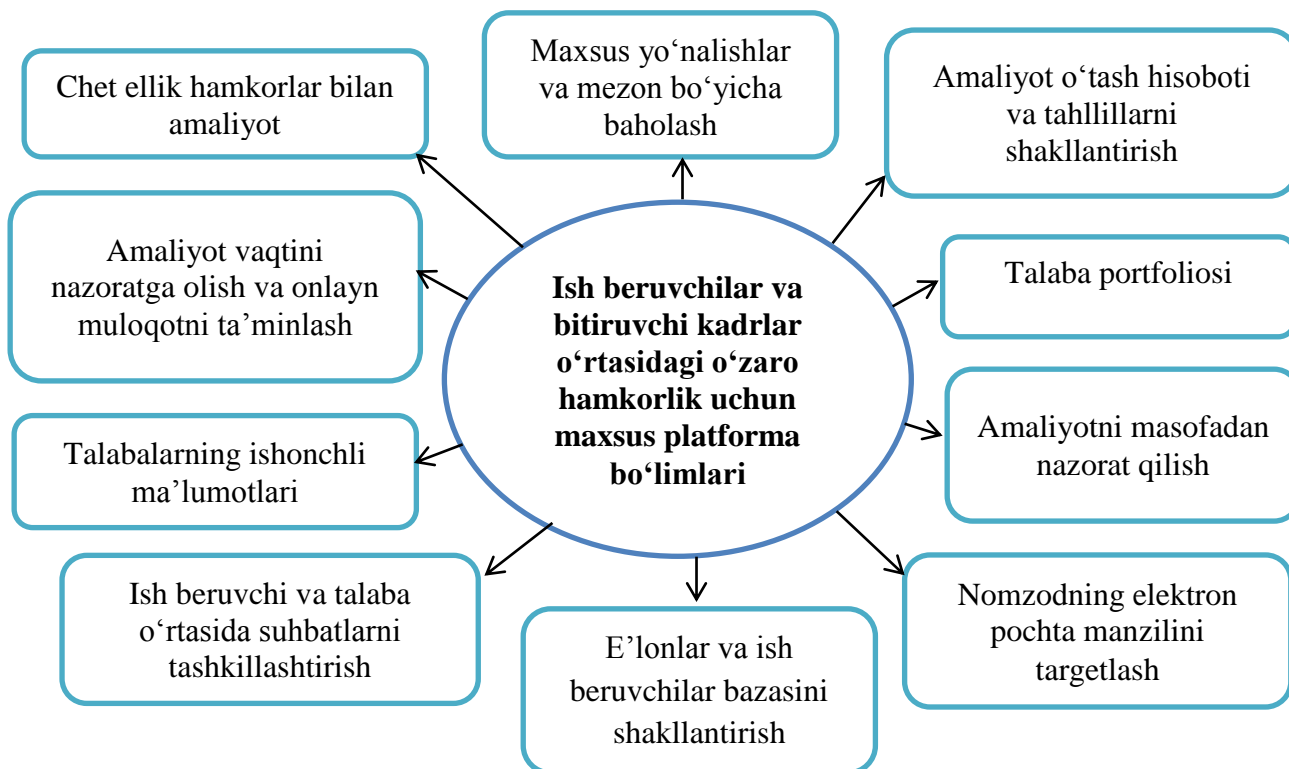 Chet ellik hamkorlar bilan
amaliyot
Maxsus yo‘nalishlar
va mezon bo‘yicha
baholash
Amaliyot o‘tash hisoboti
va tahllillarni
shakllantirish
Amaliyot vaqtini
nazoratga olish va onlayn
muloqotni ta’minlash
Ish beruvchilar va
bitiruvchi kadrlar
o‘rtasidagi o‘zaro
hamkorlik uchun
maxsus platforma
bo‘limlari
Talaba portfoliosi
Talabalarning ishonchli
ma’lumotlari
Amaliyotni masofadan
nazorat qilish
Ish beruvchi va talaba
o‘rtasida suhbatlarni
tashkillashtirish
E’lonlar va ish
beruvchilar bazasini
shakllantirish
Nomzodning elektron
pochta manzilini
targetlash